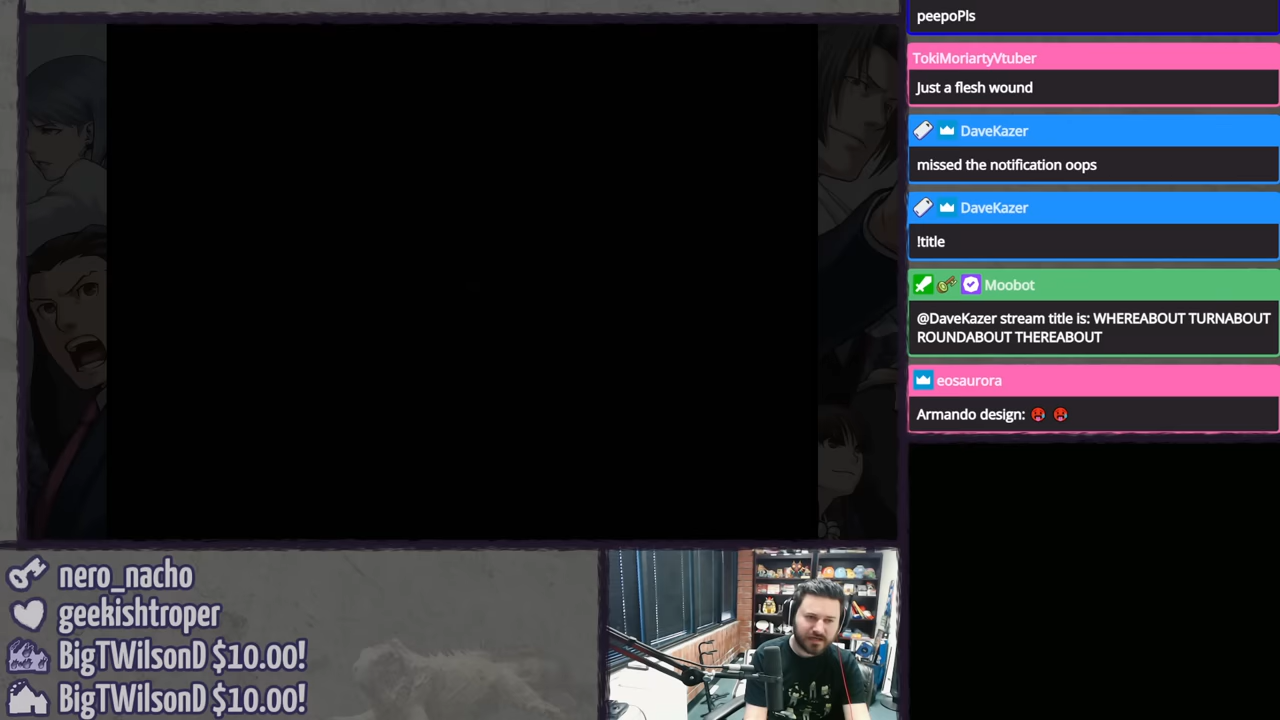 peepoPls
TokiMoriartyVtuber
Just a flesh wound
DaveKazer
missed the notification oops
DaveKazer
!title
Moobot
@DaveKazer stream title is: WHEREABOUT TURNABOUT
ROUNDABOUT THEREABOUT
eosaurora
Armando design:
nero_nacho
geekishtroper
BigTWilsonD $10.00!
BigTWilsonD $10.00!